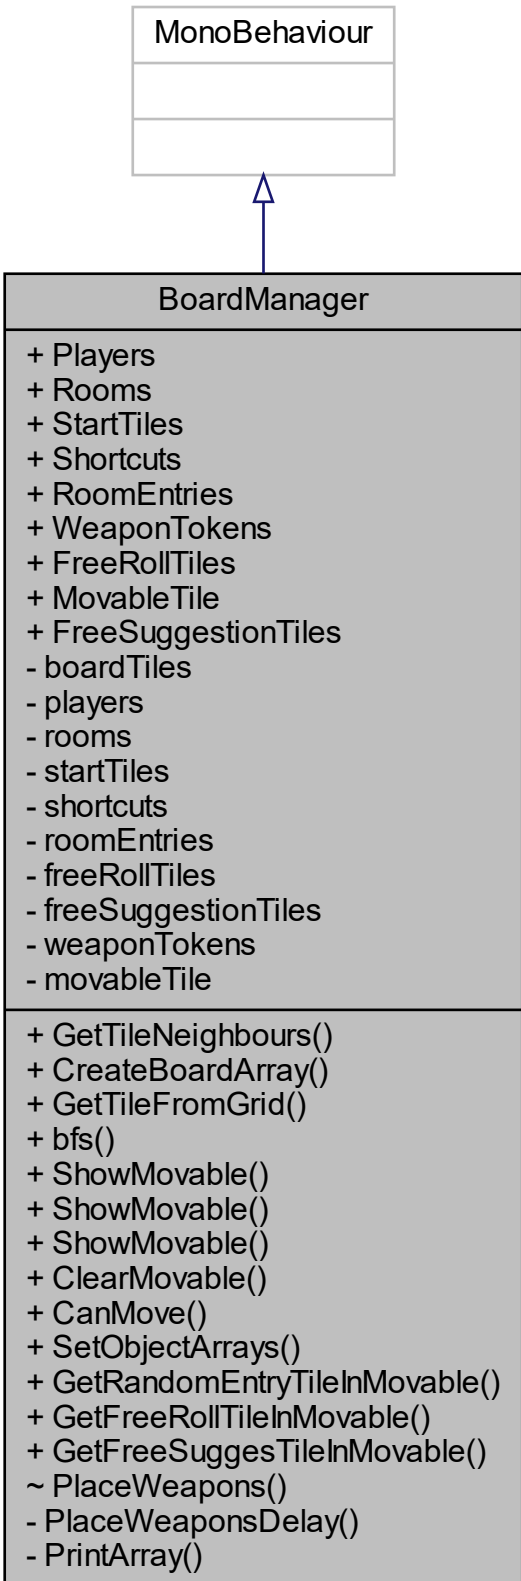 MonoBehaviour
BoardManager
+ Players
+ Rooms
+ StartTiles
+ Shortcuts
+ RoomEntries
+ WeaponTokens
+ FreeRollTiles
+ MovableTile
+ FreeSuggestionTiles
- boardTiles
- players
- rooms
- startTiles
- shortcuts
- roomEntries
- freeRollTiles
- freeSuggestionTiles
- weaponTokens
- movableTile
+ GetTileNeighbours()
+ CreateBoardArray()
+ GetTileFromGrid()
+ bfs()
+ ShowMovable()
+ ShowMovable()
+ ShowMovable()
+ ClearMovable()
+ CanMove()
+ SetObjectArrays()
+ GetRandomEntryTileInMovable()
+ GetFreeRollTileInMovable()
+ GetFreeSuggesTileInMovable()
~ PlaceWeapons()
- PlaceWeaponsDelay()
- PrintArray()